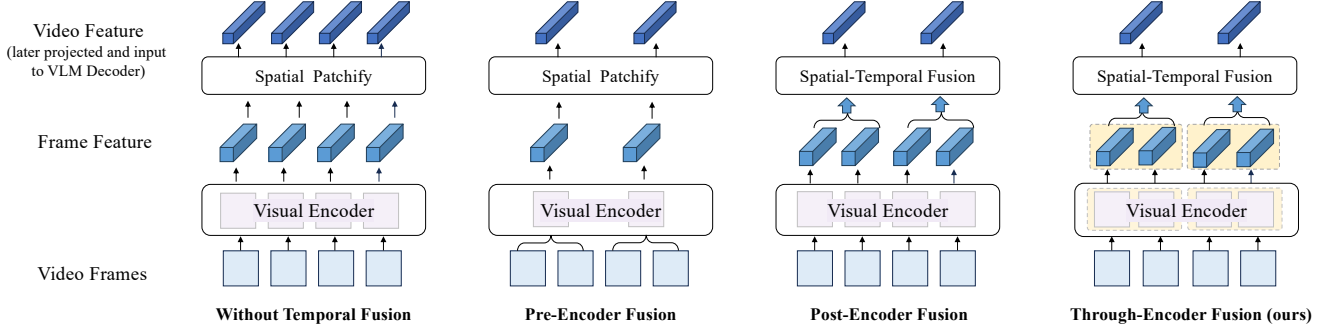 Video Feature
(later projected and input
to VLM Decoder)
Frame Feature
Video Frames
Spatial Patchify
Visual Encoder
Without Temporal Fusion
Spatial Patchify
Visual Encoder
Pre-Encoder Fusion
Spatial-Temporal Fusion
Visual Encoder
Post-Encoder Fusion
Spatial-Temporal Fusion
Visual Encoder
Through-Encoder Fusion (ours)